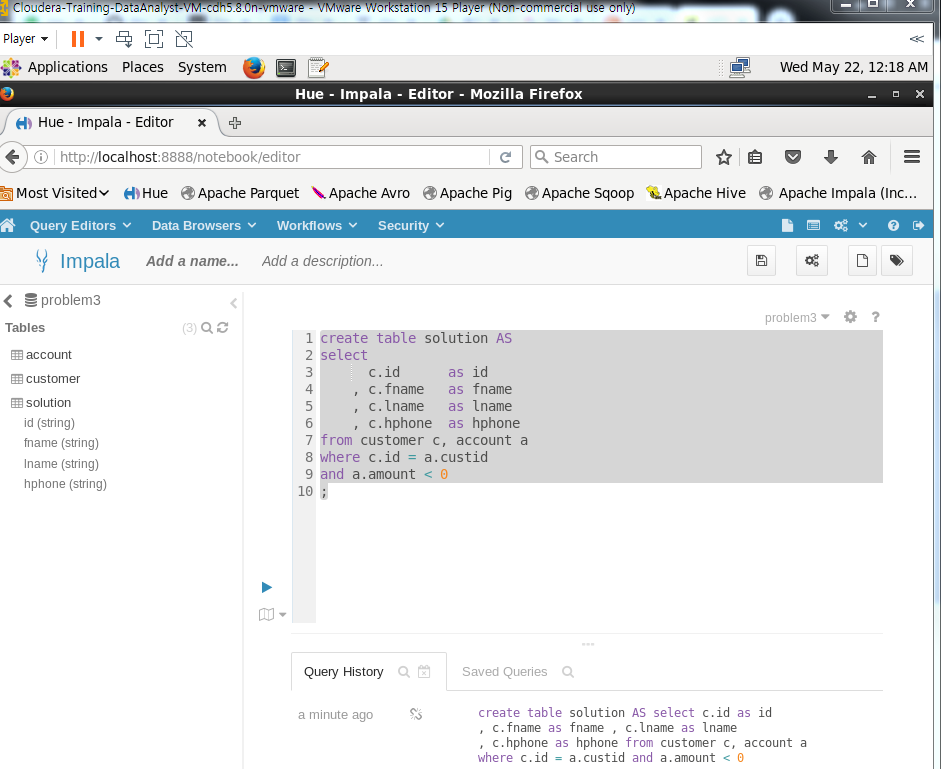 Cloudera-Training-DataAnalyst-VM-cdh5.8.0n-vmware - VMware Workstation 15 Player (Non-commercial use only)
Player
Applications Places System Wed May 22, 12:18 AM
Hue - Impala - Editor - Mozilla Firefox
Hue - Impala - Editor
http://localhost:8888/notebook/editor Search
Most Visited Hue Apache Parquet Apache Avro Apache Pig Apache Sqoop Apache Hive Apache Impala (Inc...
Query Editors Data Browsers Workflows Security
Impala Add a name... Add a description...
problem3
Tables (3)
account
customer
solution
id (string)
fname (string)
lname (string)
hphone (string)
problem3 ?
1 create table solution AS
2 select
3 c.id as id
4 , c.fname as fname
5 , c.lname as lname
6 , c.hphone as hphone
7 from customer c, account a
8 where c.id = a.custid
9 and a.amount < 0
10 ;
Query History Saved Queries
a minute ago
create table solution AS select c.id as id
, c.fname as fname , c.lname as lname
, c.hphone as hphone from customer c, account a
where c.id = a.custid and a.amount < 0